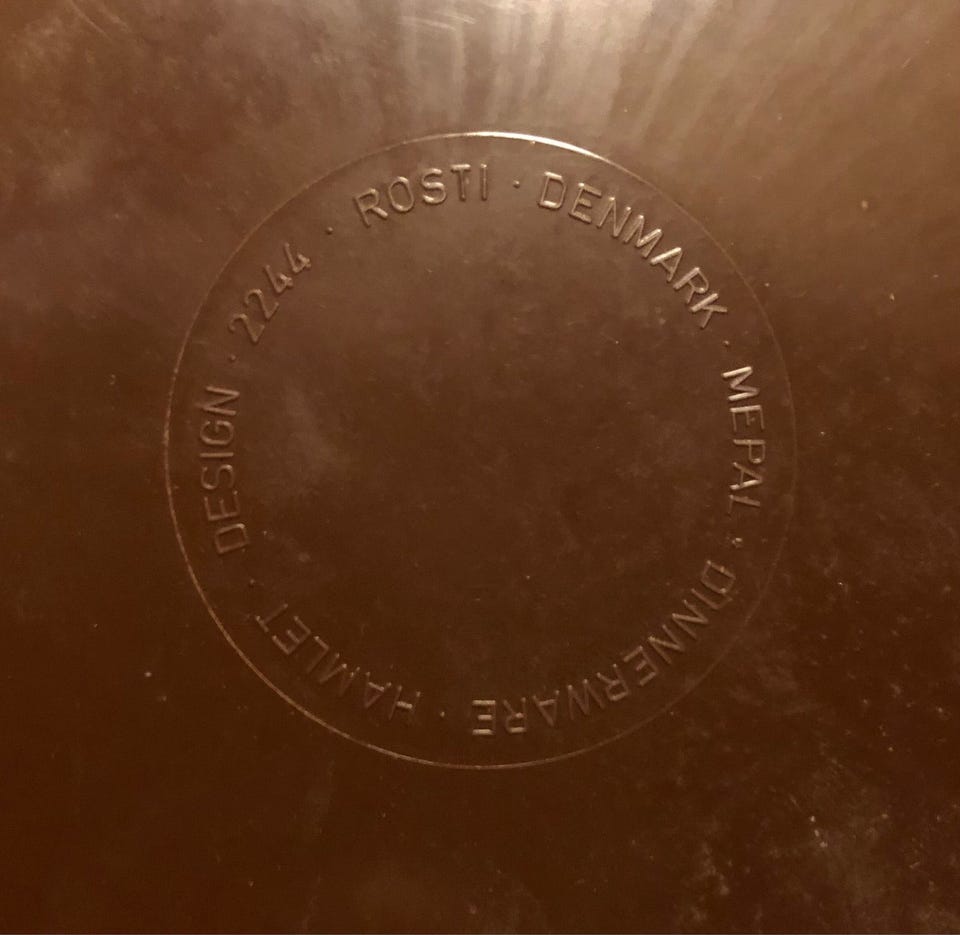 ROSTI · DENMARK · MEPAL · DINNERWARE · HAMLET · DESIGN · 2244 ·